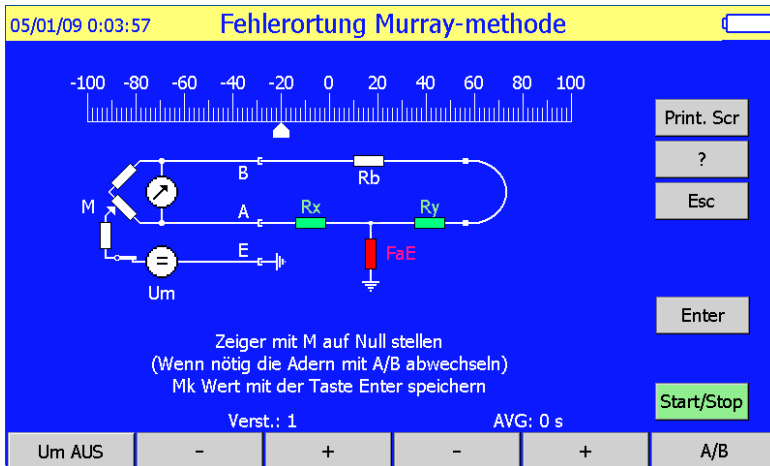 05/01/09 0:03:57 Fehlerortung Murray-methode
-100 -80 -60 -40 -20 0 20 40 60 80 100
Print. Scr
?
Esc
B
Rb
M
A
Rx
Ry
E
FaE
=
Um
Enter
Zeiger mit M auf Null stellen
(Wenn nötig die Adern mit A/B abwechseln)
Mk Wert mit der Taste Enter speichern
Start/Stop
Verst.: 1 AVG: 0 s
Um AUS - + - + A/B